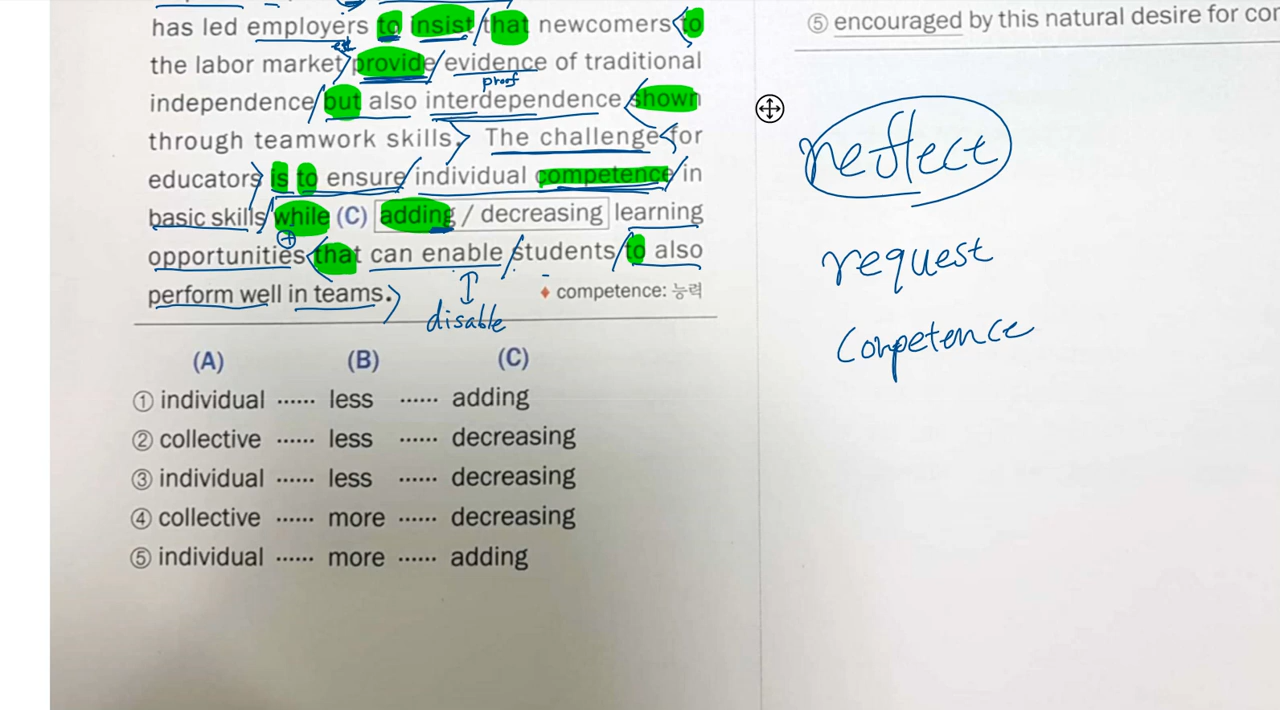 has led employers to insist that newcomers to
the labor market provide evidence of traditional
proof
independence but also interdependence shown
through teamwork skills. The challenge for
educators is to ensure individual competence in
basic skills while (C) adding / decreasing learning
opportunities that can enable students to also
perform well in teams.
♦ competence: 능력
disable
(A) (B) (C)
① individual ...... less ...... adding
② collective ...... less ...... decreasing
③ individual ...... less ...... decreasing
④ collective ...... more ...... decreasing
⑤ individual ...... more ...... adding
⑤ encouraged by this natural desire for
reflect
request
competence